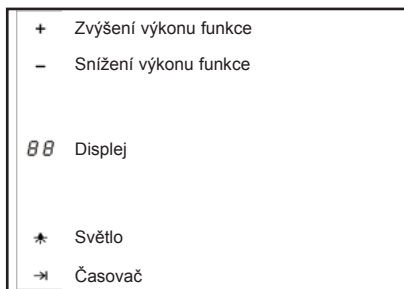 + Zvýšení výkonu funkce
– Snížení výkonu funkce
88 Displej
Světlo
Časovač